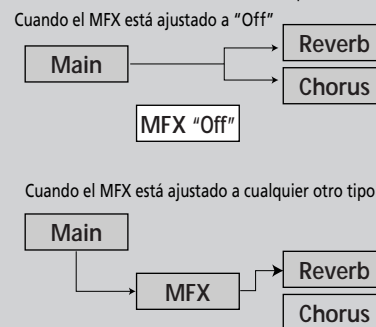 Cuando el MFX está ajustado a “Off”
Main
Reverb
Chorus
MFX “Off”
Cuando el MFX está ajustado a cualquier otro tipo
Main
MFX
Reverb
Chorus